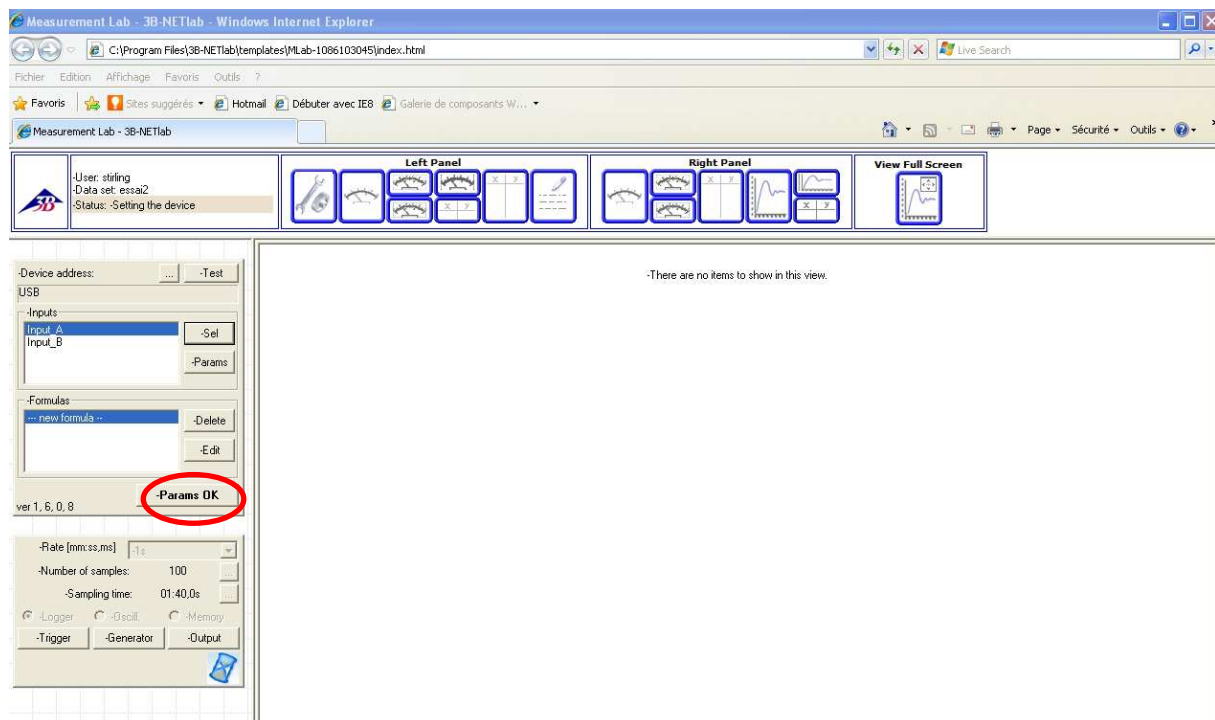 Measurement Lab - 3B-NETlab - Windows Internet Explorer
C:\Program Files\3B-NETlab\templates\MLab-1086103045\index.html
Live Search
Fichier Edition Affichage Favoris Outils ?
Favoris Sites suggérés Hotmail Débuter avec IE8 Galerie de composants W...
Measurement Lab - 3B-NETlab
Page Sécurité Outils
Left Panel
Right Panel
View Full Screen
3B
-User: stirling
-Data set: essai2
-Status: -Setting the device
x y
x y
x y
x y
-Device address: ... -Test
USB
-Inputs
Input_A
Input_B
-Sel
-Params
-Formulas
--- new formula --
-Delete
-Edit
-Params OK
ver 1, 6, 0, 8
-Rate [mm:ss,ms] -1s
-Number of samples: 100 ...
-Sampling time: 01:40,0s ...
-Logger -Oscill. -Memory
-Trigger -Generator -Output
-There are no items to show in this view.